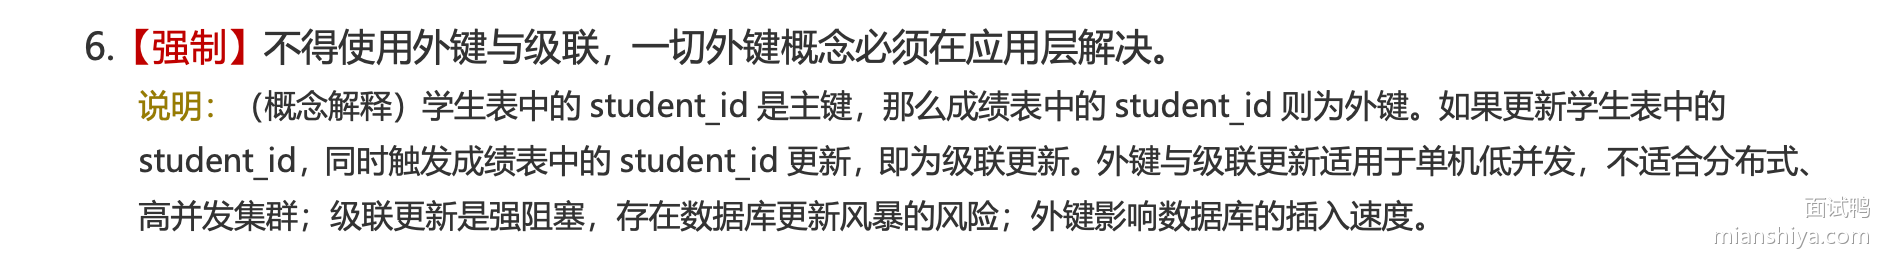 6.【强制】不得使用外键与级联，一切外键概念必须在应用层解决。
说明：（概念解释）学生表中的 student_id 是主键，那么成绩表中的 student_id 则为外键。如果更新学生表中的
student_id，同时触发成绩表中的 student_id 更新，即为级联更新。外键与级联更新适用于单机低并发，不适合分布式、
高并发集群；级联更新是强阻塞，存在数据库更新风暴的风险；外键影响数据库的插入速度。
面试鸭
mianshiya.com